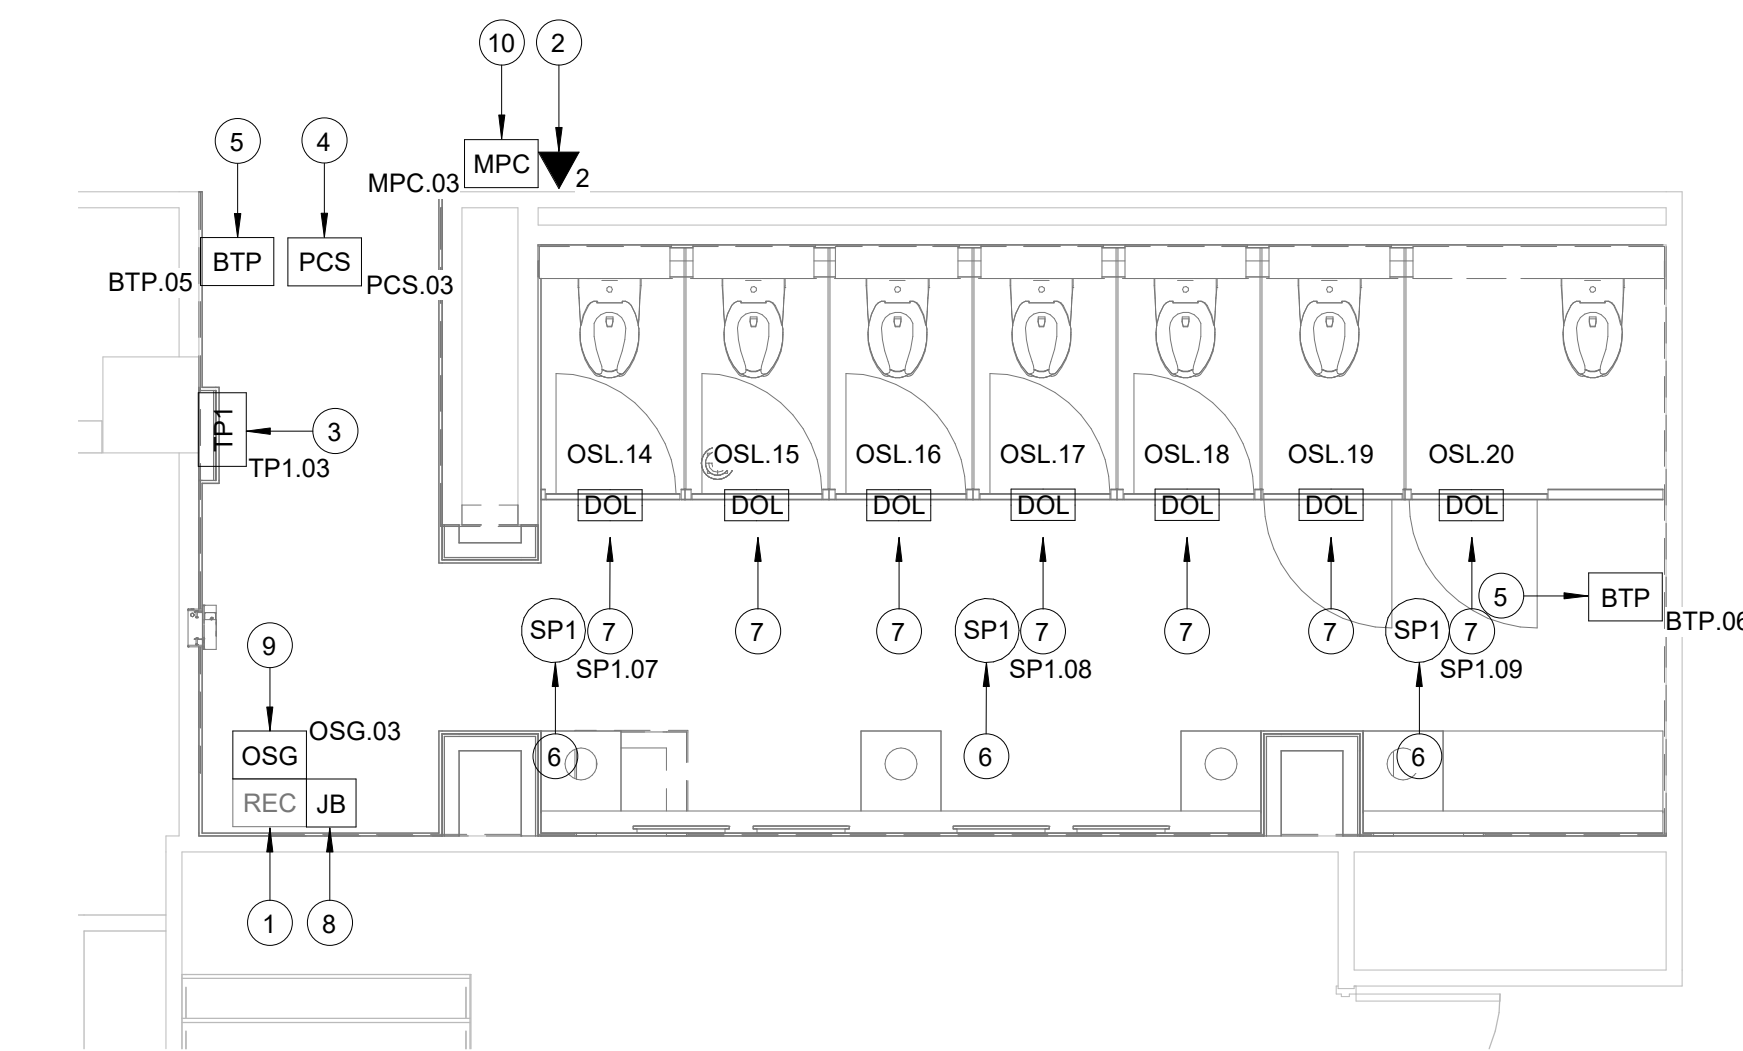 10 2
MPC 2
MPC.03
5 4
BTP PCS
BTP.05 PCS.03
TP1 3
TP1.03
OSL.14 OSL.15 OSL.16 OSL.17 OSL.18 OSL.19 OSL.20
DOL DOL DOL DOL DOL DOL DOL
5 BTP
BTP.06
SP1 7 7 7 SP1 7 7 7 SP1 7
SP1.07 SP1.08 SP1.09
9
OSG.03
OSG 6 6 6
REC JB
1 8